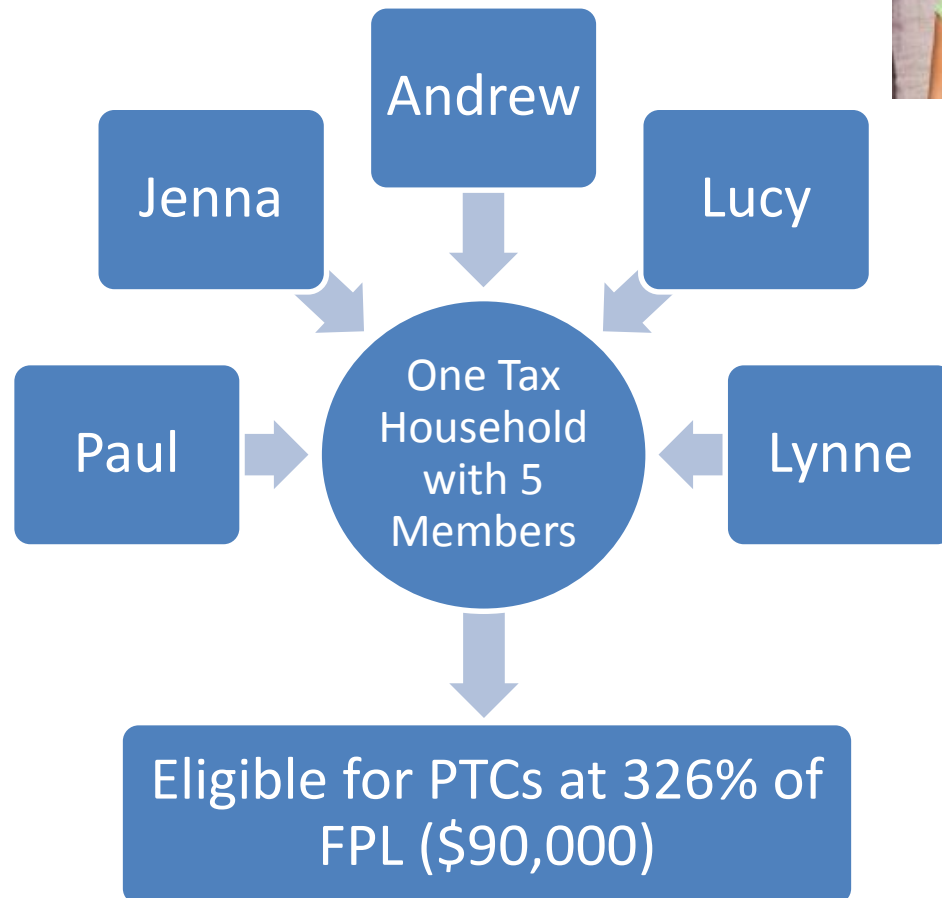 Andrew
Jenna
Lucy
Paul
One Tax
Household
with 5
Members
Lynne
Eligible for PTCs at 326% of
FPL ($90,000)